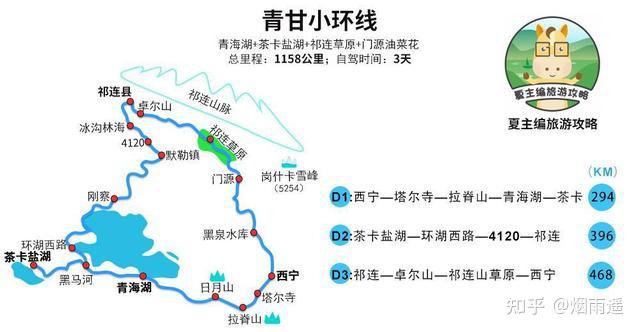 青甘小环线
青海湖+茶卡盐湖+祁连草原+门源油菜花
总里程：1158公里；自驾时间：3天
夏主编旅游攻略
夏主编旅游攻略
祁连县
卓尔山
祁连山脉
冰沟林海
4120
默勒镇
祁连草原
岗什卡雪峰
(5254)
门源
刚察
黑泉水库
环湖西路
茶卡盐湖
黑马河
青海湖
日月山
西宁
塔尔寺
拉脊山
(KM)
D1:西宁—塔尔寺—拉脊山—青海湖—茶卡 294
D2:茶卡盐湖—环湖西路—4120—祁连 396
D3:祁连—卓尔山—祁连山草原—西宁 468
知乎 @烟雨遥